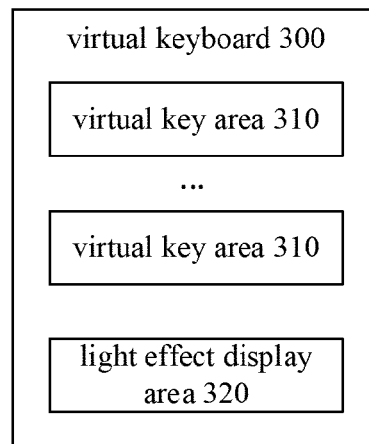 virtual keyboard 300
virtual key area 310
...
virtual key area 310
light effect display
area 320